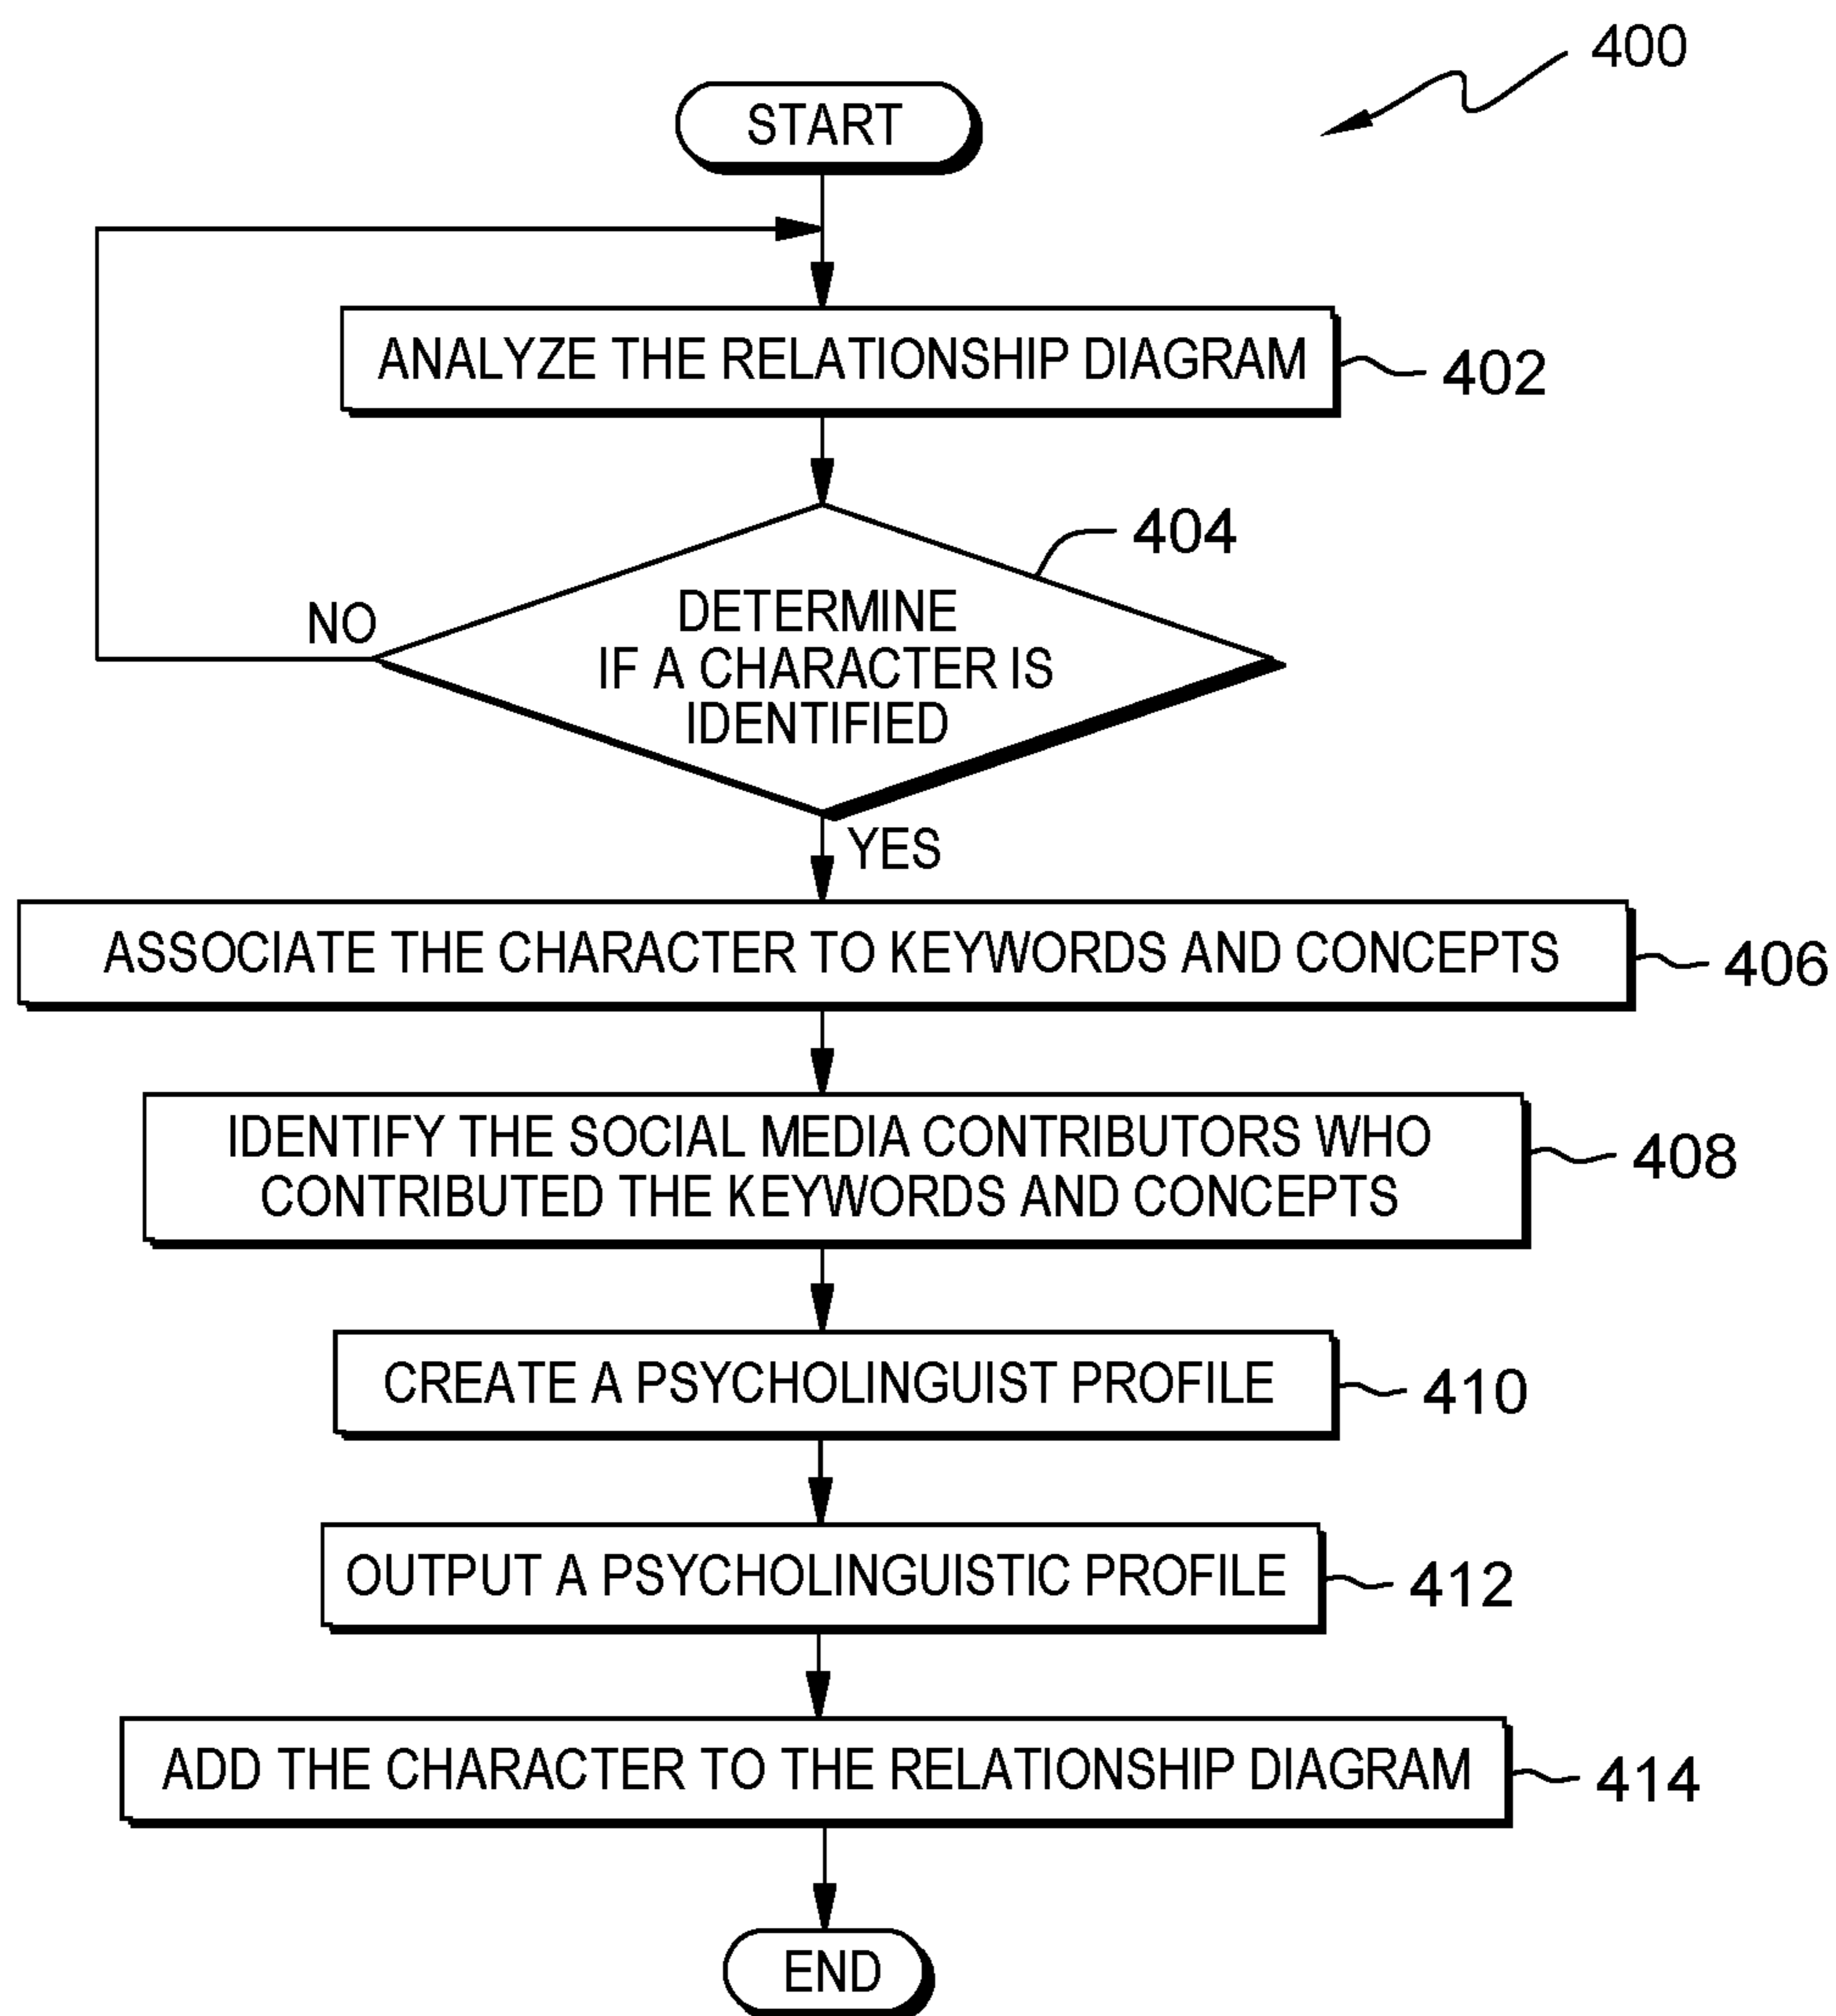 400
START
ANALYZE THE RELATIONSHIP DIAGRAM
402
404
DETERMINE
IF A CHARACTER IS
IDENTIFIED
NO
YES
ASSOCIATE THE CHARACTER TO KEYWORDS AND CONCEPTS
406
IDENTIFY THE SOCIAL MEDIA CONTRIBUTORS WHO
CONTRIBUTED THE KEYWORDS AND CONCEPTS
408
CREATE A PSYCHOLINGUIST PROFILE
410
OUTPUT A PSYCHOLINGUISTIC PROFILE
412
ADD THE CHARACTER TO THE RELATIONSHIP DIAGRAM
414
END